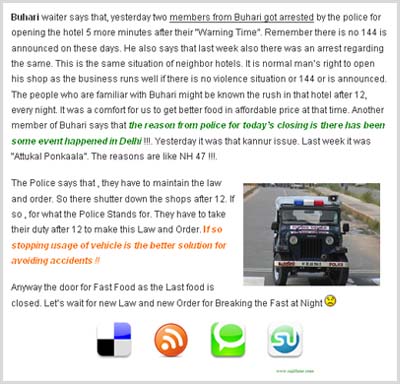 Buhari waiter says that, yesterday two members from Buhari got arrested by the police for
opening the hotel 5 more minutes after their "Warning Time". Remember there is no 144 is
announced on these days. He also says that last week also there was an arrest regarding
the same. This is the same situation of neighbor hotels. It is normal man's right to open
his shop as the business runs well if there is no violence situation or 144 or is announced.
The people who are familiar with Buhari might be known the rush in that hotel after 12,
every night. It was a comfort for us to get better food in affordable price at that time. Another
member of Buhari says that the reason from police for today's closing is there has been
some event happened in Delhi !!!. Yesterday it was that kannur issue. Last week it was
"Attukal Ponkaala". The reasons are like NH 47 !!!.
The Police says that , they have to maintain the law
and order. So there shutter down the shops after 12. If
so , for what the Police Stands for. They have to take
their duty after 12 to make this Law and Order. If so
stopping usage of vehicle is the better solution for
avoiding accidents !!
POLICE
Anyway the door for Fast Food as the Last food is
closed. Let's wait for new Law and new Order for Breaking the Fast at Night